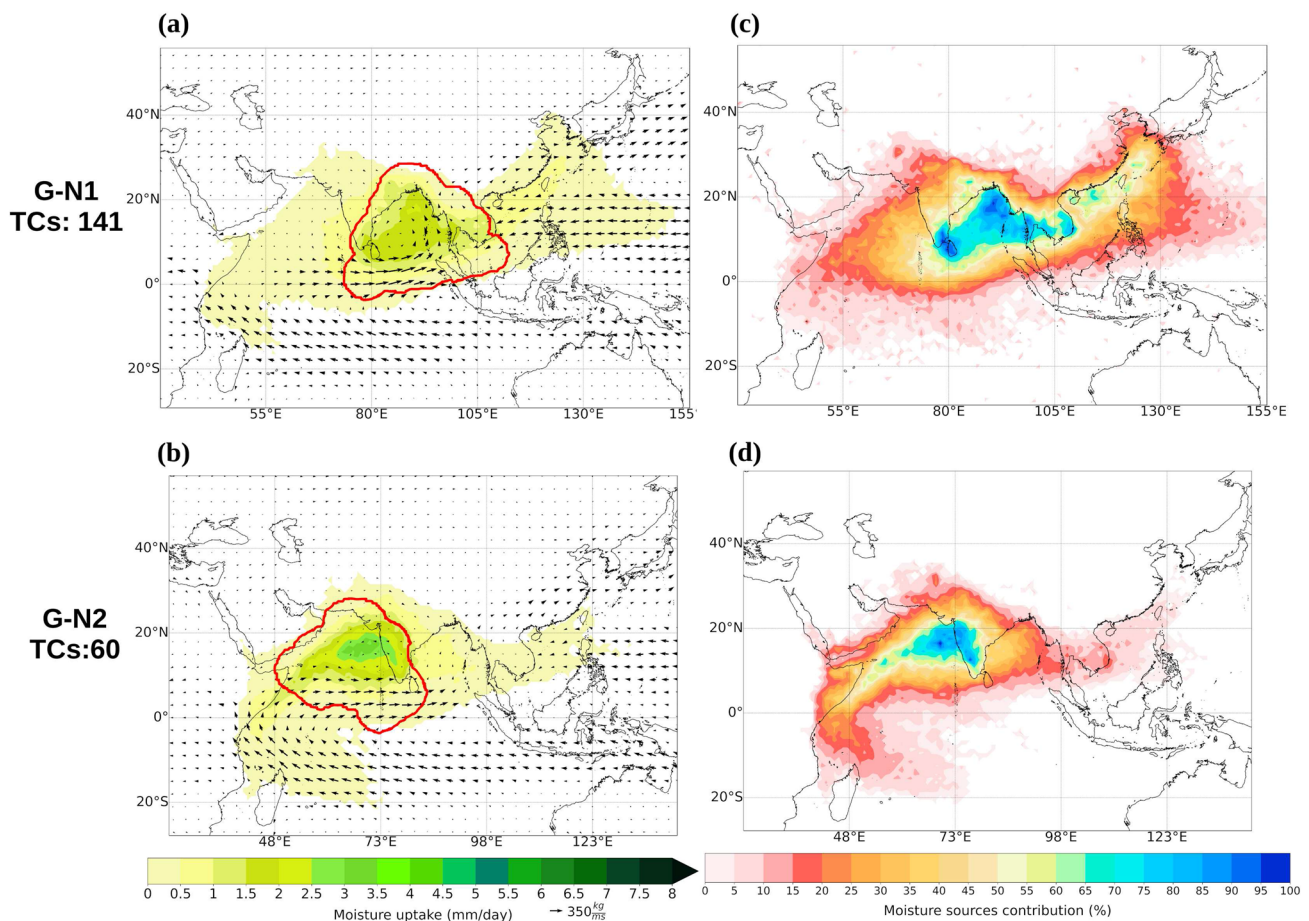 (a)
(c)
G-N1
TCs: 141
40°N
20°N
0°
20°S
55°E
80°E
105°E
130°E
155°E
40°N
20°N
0°
20°S
55°E
80°E
105°E
130°E
155°E
(b)
(d)
G-N2
TCs:60
40°N
20°N
0°
20°S
48°E
73°E
98°E
123°E
40°N
20°N
0°
20°S
48°E
73°E
98°E
123°E
0 0.5 1 1.5 2 2.5 3 3.5 4 4.5 5 5.5 6 6.5 7 7.5 8
Moisture uptake (mm/day)
350 kg/ms
0 5 10 15 20 25 30 35 40 45 50 55 60 65 70 75 80 85 90 95 100
Moisture sources contribution (%)